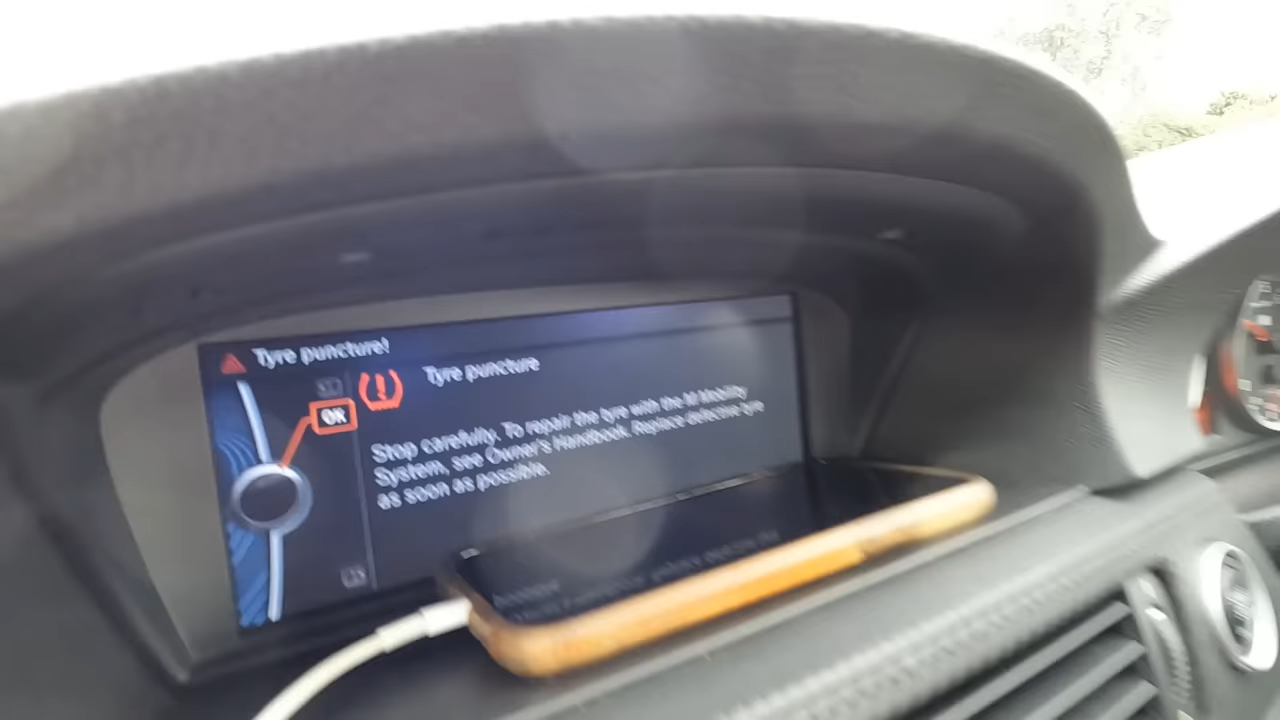 Tyre puncture!
OK
Tyre puncture
Stop carefully. To repair the tyre with the M Mobility
System, see Owner's Handbook. Replace defective tyre
as soon as possible.